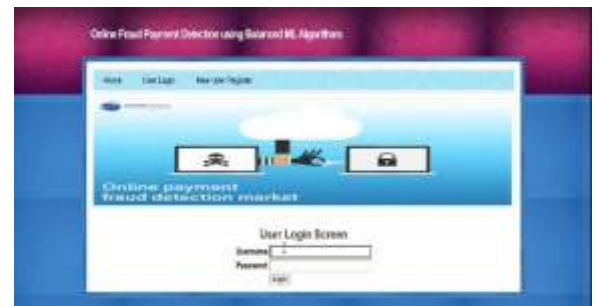 Online Fraud Payment Detection using Balanced ML Algorithms
Home User Login New User Register
Online payment
fraud detection market
User Login Screen
Username
Password
Login